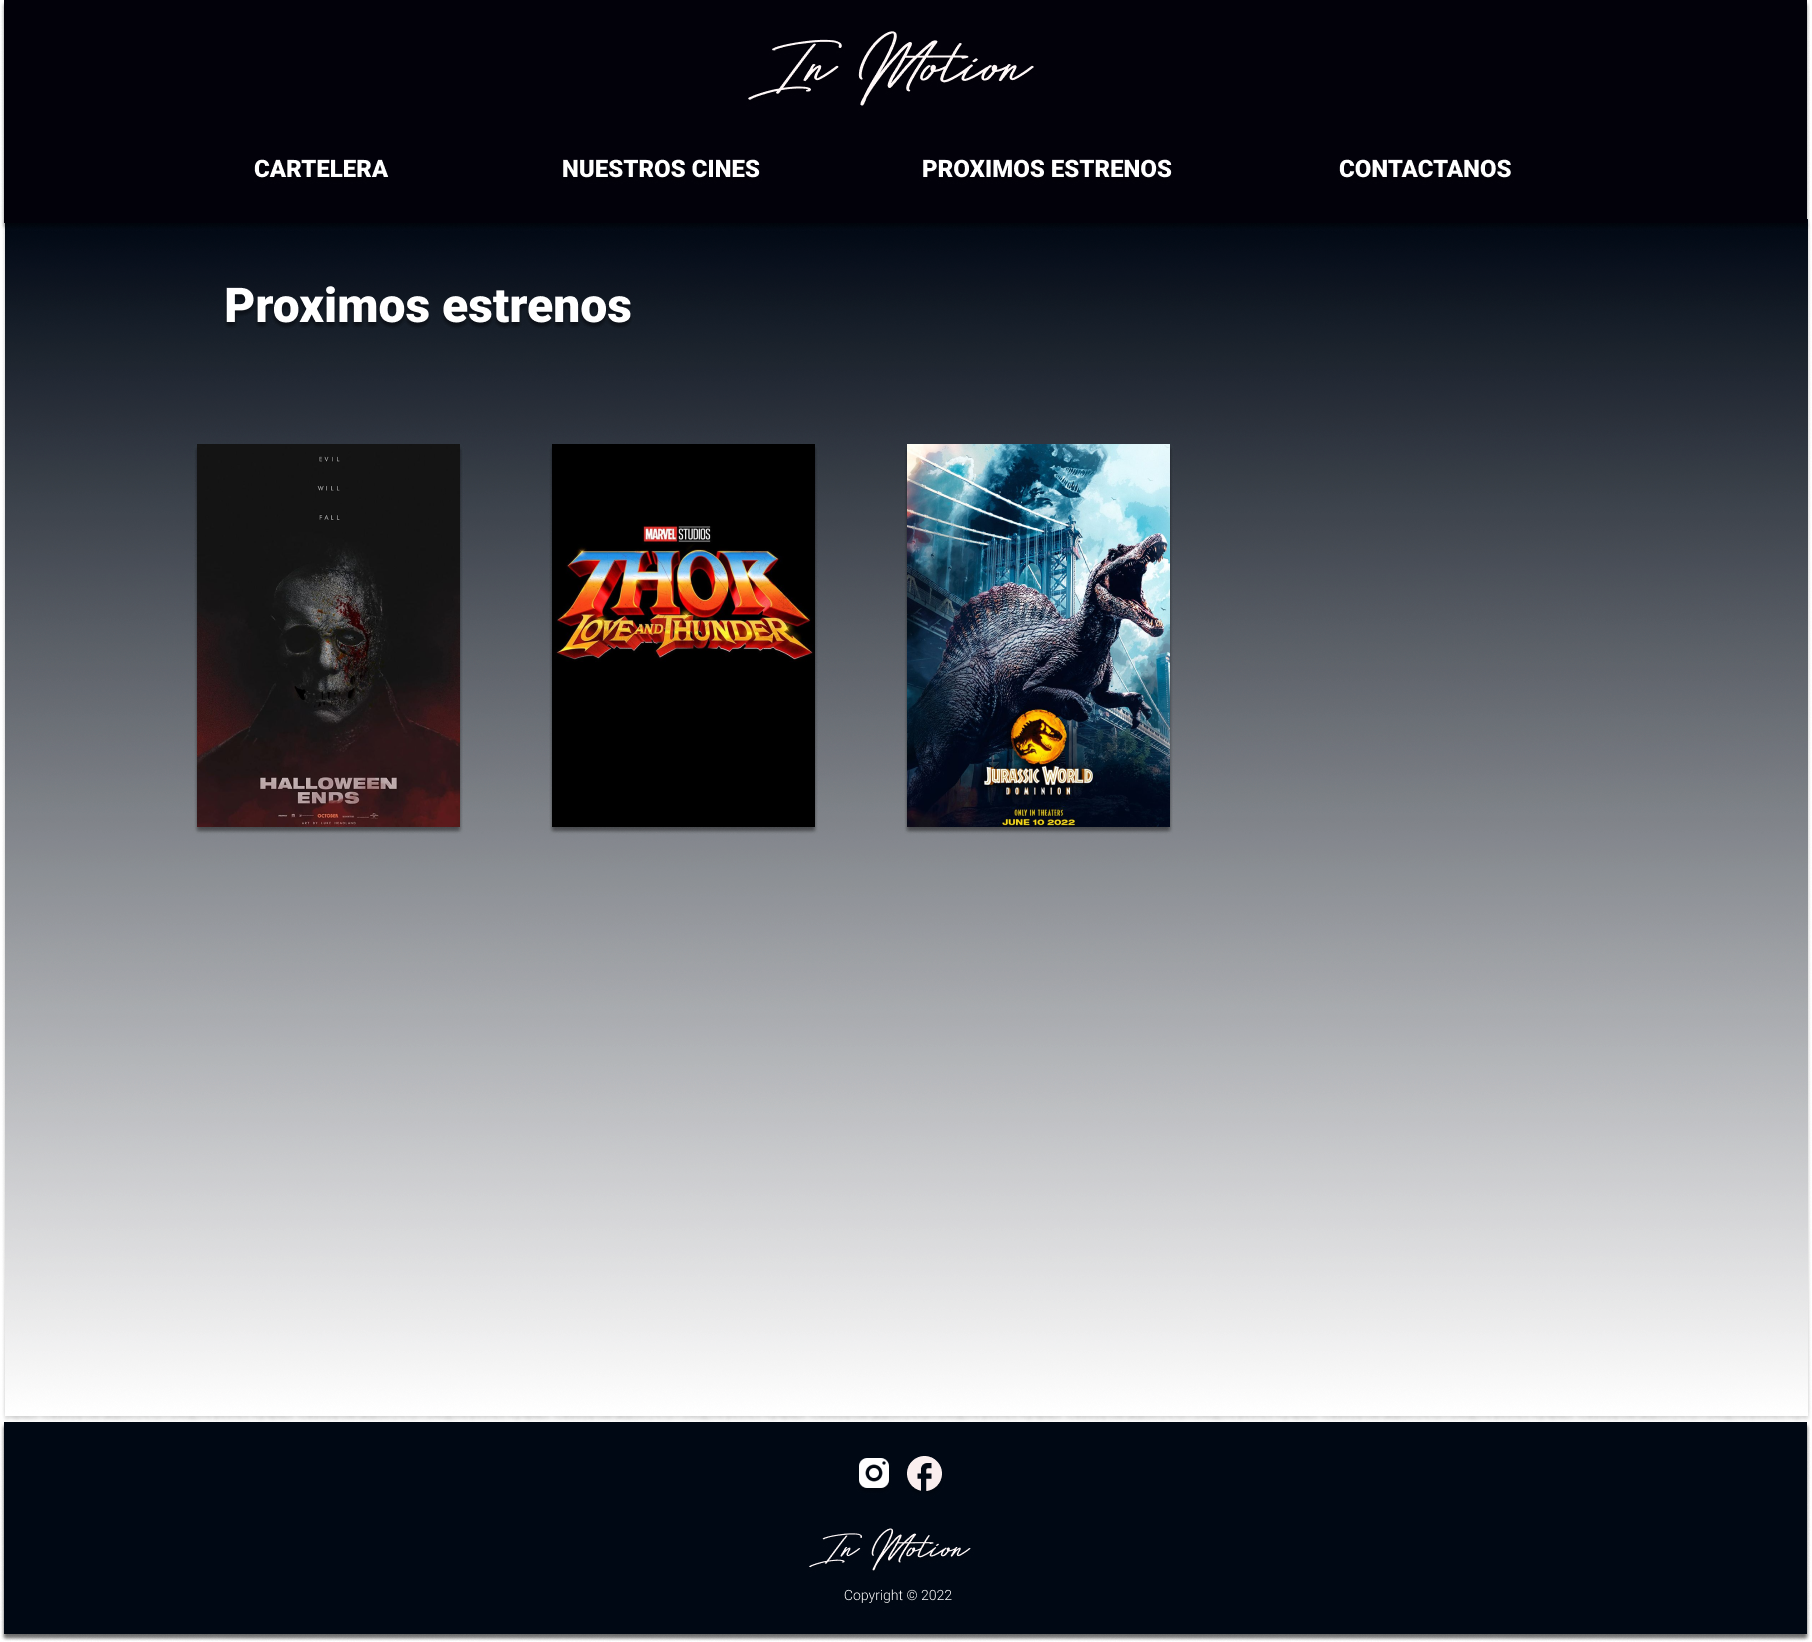 In Motion
CARTELERA NUESTROS CINES PROXIMOS ESTRENOS CONTACTANOS
Proximos estrenos
EVIL
WILL
FALL
HALLOWEEN
ENDS
OCTOBER
MARVEL STUDIOS
THOR
LOVE AND THUNDER
JURASSIC WORLD
DOMINION
ONLY IN THEATERS
JUNE 10 2022
In Motion
Copyright © 2022